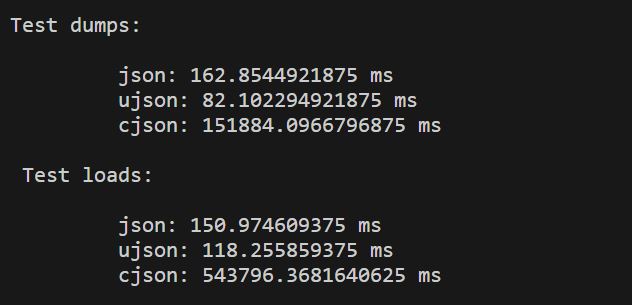 Test dumps:
json: 162.8544921875 ms
ujson: 82.102294921875 ms
cjson: 151884.0966796875 ms
Test loads:
json: 150.974609375 ms
ujson: 118.255859375 ms
cjson: 543796.3681640625 ms